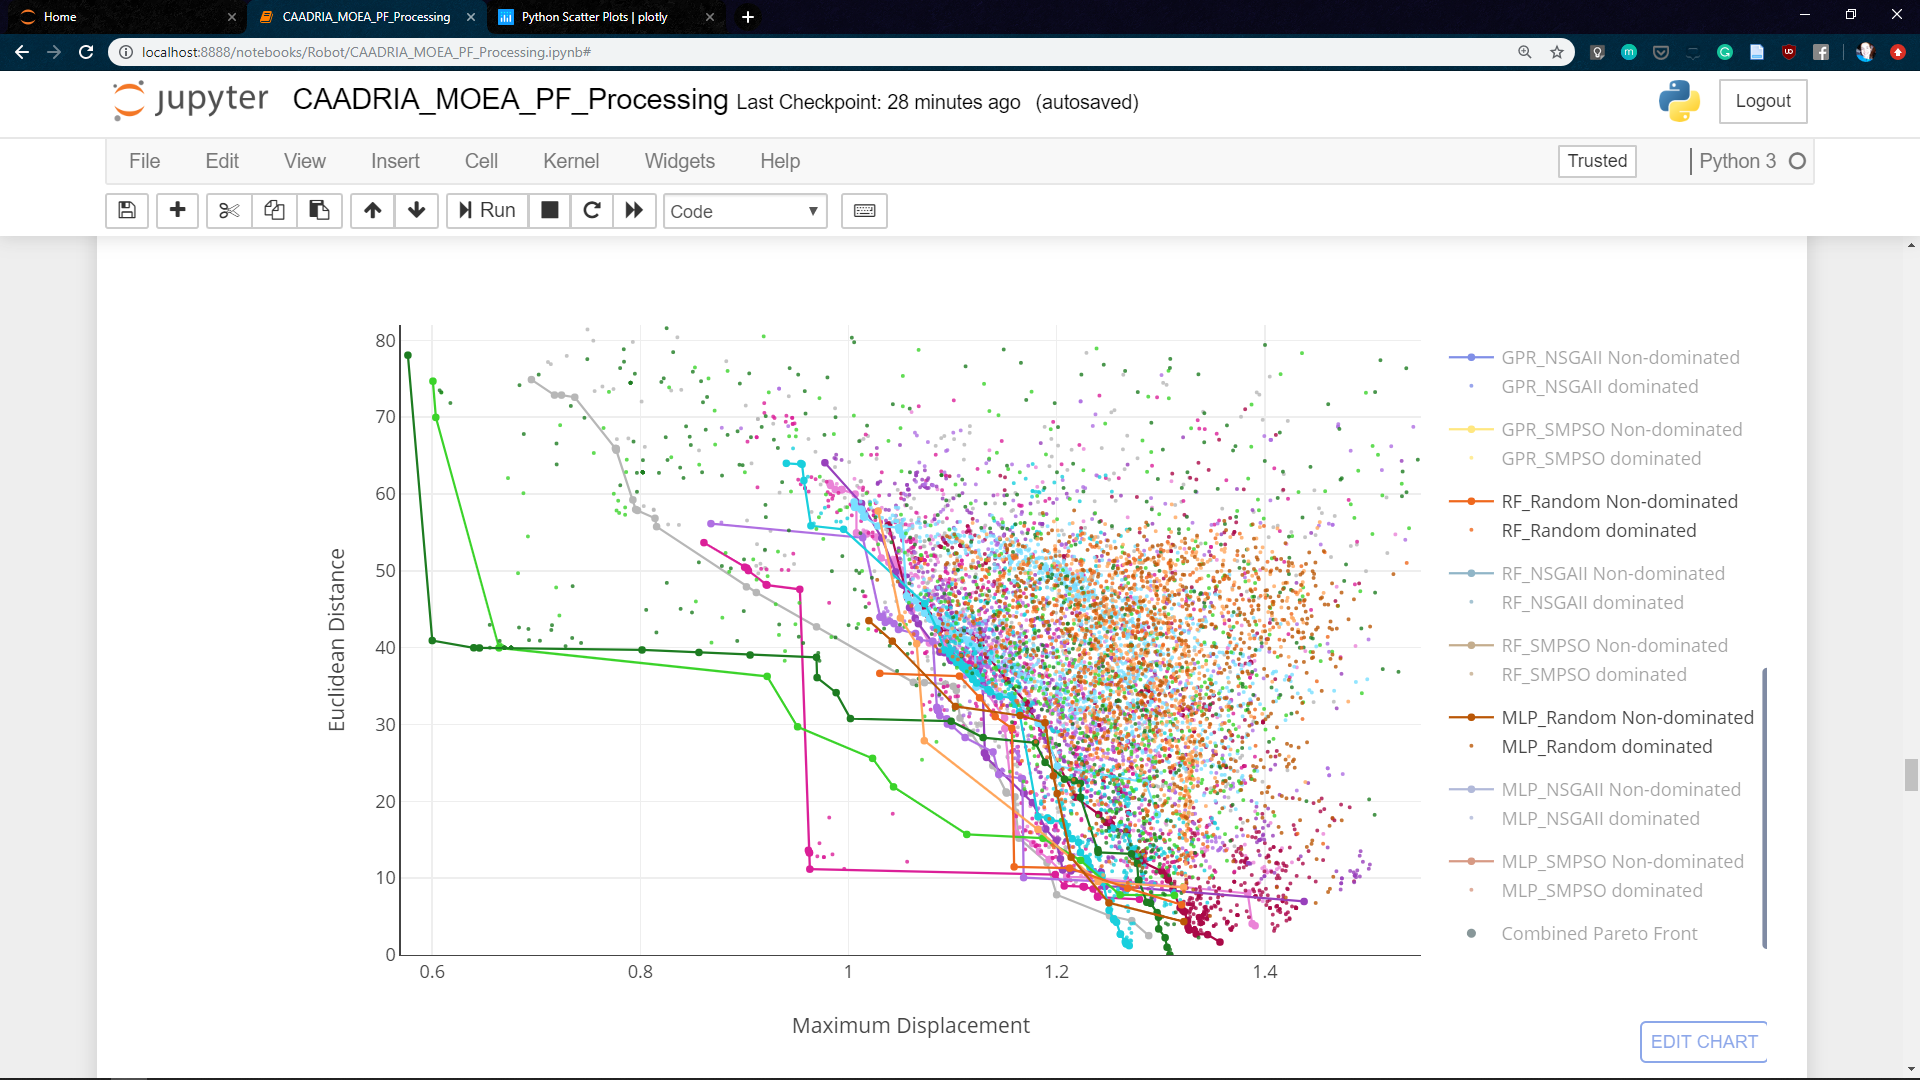 Home
CAADRIA_MOEA_PF_Processing
Python Scatter Plots | plotly
localhost:8888/notebooks/Robot/CAADRIA_MOEA_PF_Processing.ipynb#
jupyter CAADRIA_MOEA_PF_Processing Last Checkpoint: 28 minutes ago (autosaved)
Logout
File Edit View Insert Cell Kernel Widgets Help
Trusted
Python 3
Run
Code
80
70
60
50
40
30
20
10
0
Euclidean Distance
0.6 0.8 1 1.2 1.4
Maximum Displacement
GPR_NSGAII Non-dominated
GPR_NSGAII dominated
GPR_SMPSO Non-dominated
GPR_SMPSO dominated
RF_Random Non-dominated
RF_Random dominated
RF_NSGAII Non-dominated
RF_NSGAII dominated
RF_SMPSO Non-dominated
RF_SMPSO dominated
MLP_Random Non-dominated
MLP_Random dominated
MLP_NSGAII Non-dominated
MLP_NSGAII dominated
MLP_SMPSO Non-dominated
MLP_SMPSO dominated
Combined Pareto Front
EDIT CHART